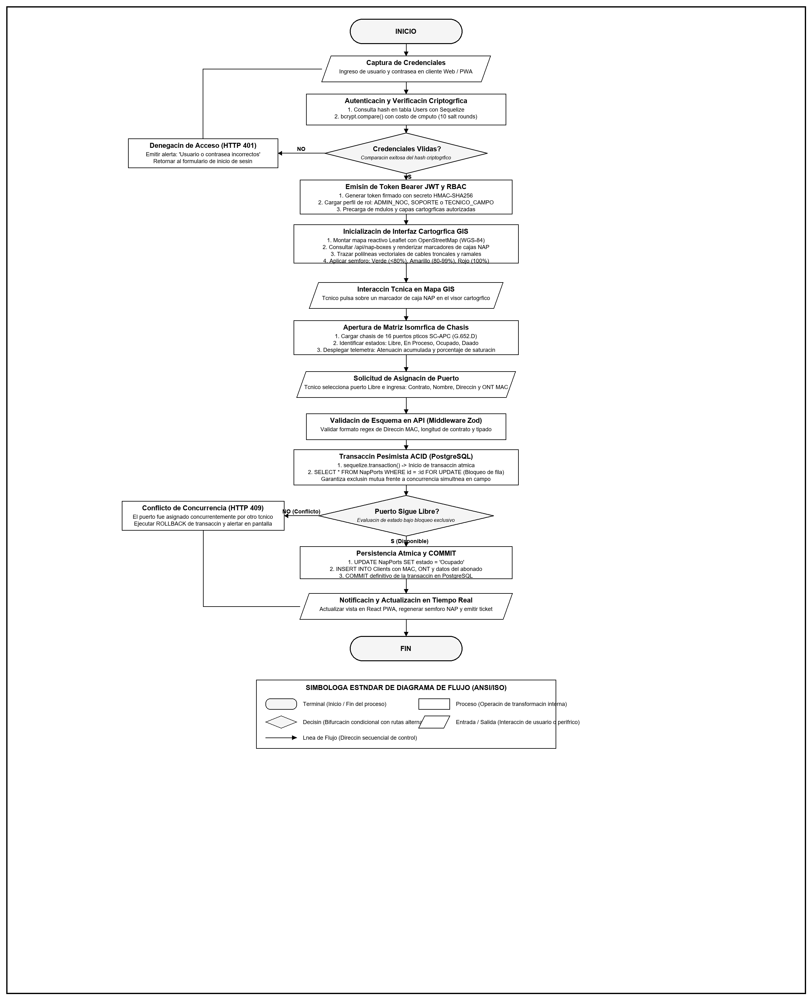 INICIO
Captura de Credenciales
Ingreso de usuario y contrasea en cliente Web / PWA
Autenticacin y Verificacin Criptogrfica
1. Consulta hash en tabla Users con Sequelize
2. bcrypt.compare() con costo de cmputo (10 salt rounds)
Credenciales Vlidas?
Comparacin exitosa del hash criptogrfico
NO
Denegacin de Acceso (HTTP 401)
Emitir alerta: 'Usuario o contrasea incorrectos'
Retornar al formulario de inicio de sesin
S
Emisin de Token Bearer JWT y RBAC
1. Generar token firmado con secreto HMAC-SHA256
2. Cargar perfil de rol: ADMIN_NOC, SOPORTE o TECNICO_CAMPO
3. Precarga de mdulos y capas cartogrficas autorizadas
Inicializacin de Interfaz Cartogrfica GIS
1. Montar mapa reactivo Leaflet con OpenStreetMap (WGS-84)
2. Consultar /api/nap-boxes y renderizar marcadores de cajas NAP
3. Trazar polilneas vectoriales de cables troncales y ramales
4. Aplicar semforo: Verde (<80%), Amarillo (80-99%), Rojo (100%)
Interaccin Tcnica en Mapa GIS
Tcnico pulsa sobre un marcador de caja NAP en el visor cartogrfico
Apertura de Matriz Isomrfica de Chasis
1. Cargar chasis de 16 puertos pticos SC-APC (G.652.D)
2. Identificar estados: Libre, En Proceso, Ocupado, Daado
3. Desplegar telemetra: Atenuacin acumulada y porcentaje de saturacin
Solicitud de Asignacin de Puerto
Tcnico selecciona puerto Libre e ingresa: Contrato, Nombre, Direccin y ONT MAC
Validacin de Esquema en API (Middleware Zod)
Validar formato regex de Direccin MAC, longitud de contrato y tipado
Transaccin Pesimista ACID (PostgreSQL)
1. sequelize.transaction() -> Inicio de transaccin atmica
2. SELECT * FROM NapPorts WHERE id = :id FOR UPDATE (Bloqueo de fila)
Garantiza exclusin mutua frente a concurrencia simultnea en campo
Puerto Sigue Libre?
Evaluacin de estado bajo bloqueo exclusivo
NO (Conflicto)
Conflicto de Concurrencia (HTTP 409)
El puerto fue asignado concurrentemente por otro tcnico
Ejecutar ROLLBACK de transaccin y alertar en pantalla
S (Disponible)
Persistencia Atmica y COMMIT
1. UPDATE NapPorts SET estado = 'Ocupado'
2. INSERT INTO Clients con MAC, ONT y datos del abonado
3. COMMIT definitivo de la transaccin en PostgreSQL
Notificacin y Actualizacin en Tiempo Real
Actualizar vista en React PWA, regenerar semforo NAP y emitir ticket
FIN
SIMBOLOGA ESTNDAR DE DIAGRAMA DE FLUJO (ANSI/ISO)
Terminal (Inicio / Fin del proceso)
Proceso (Operacin de transformacin interna)
Decisin (Bifurcacin condicional con rutas
Entrada / Salida (Interaccin de usuario o perifrico)
Lnea de Flujo (Direccin secuencial de control)